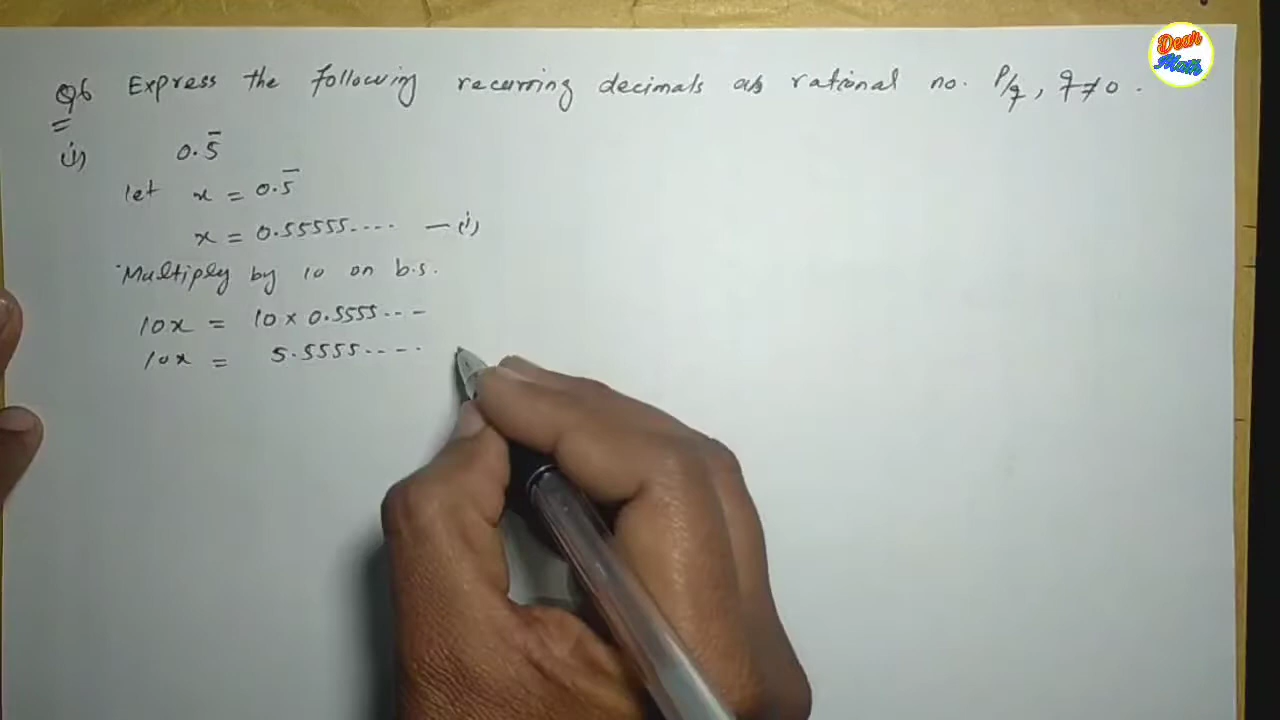 Q6 Express the following recurring decimals as rational no. P/q, q≠0.
(i) 0.5̅
let x = 0.5̅
x = 0.55555.... — (i)
Multiply by 10 on b.s.
10x = 10 × 0.5555...-
10x = 5.5555.....
Dear
Math